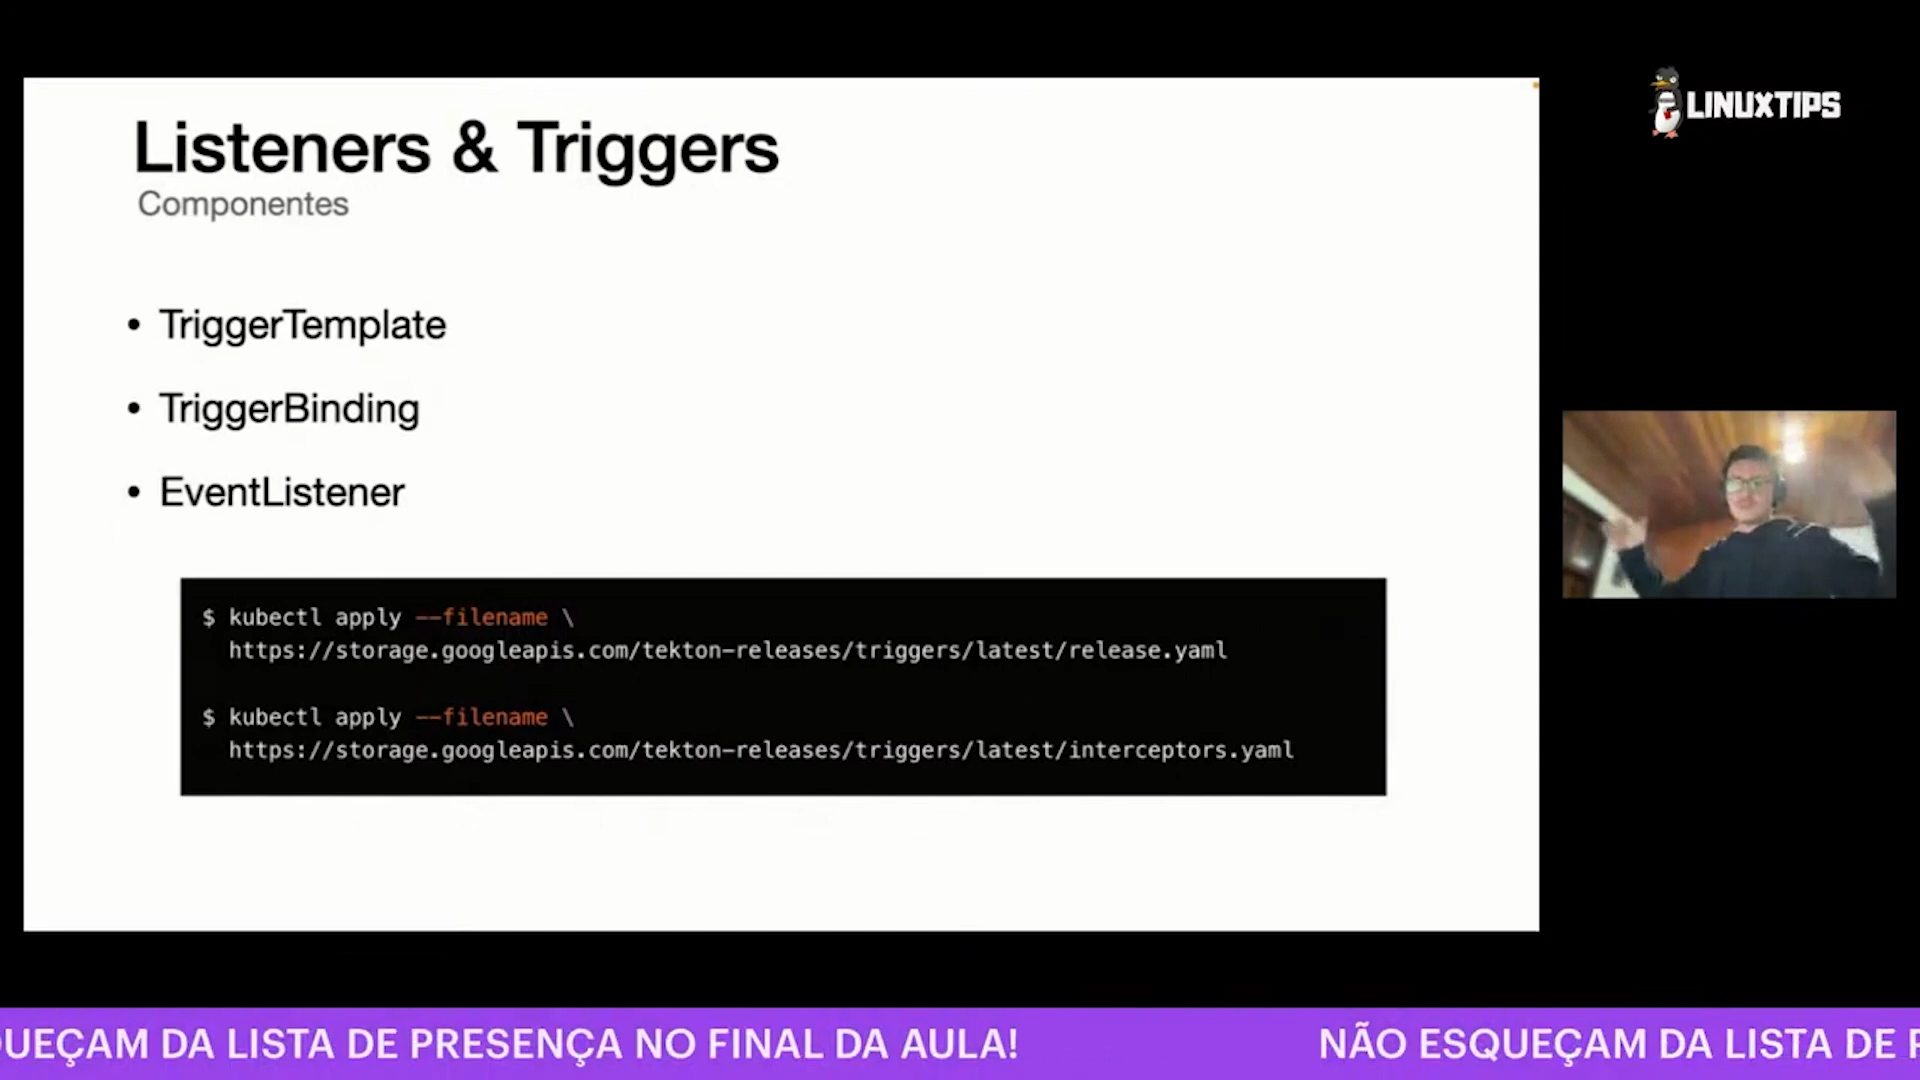 LINUXTIPS
Listeners & Triggers
Componentes
• TriggerTemplate
• TriggerBinding
• EventListener
$ kubectl apply --filename \
https://storage.googleapis.com/tekton-releases/triggers/latest/release.yaml
$ kubectl apply --filename \
https://storage.googleapis.com/tekton-releases/triggers/latest/interceptors.yaml
QUEÇAM DA LISTA DE PRESENÇA NO FINAL DA AULA! NÃO ESQUEÇAM DA LISTA DE P